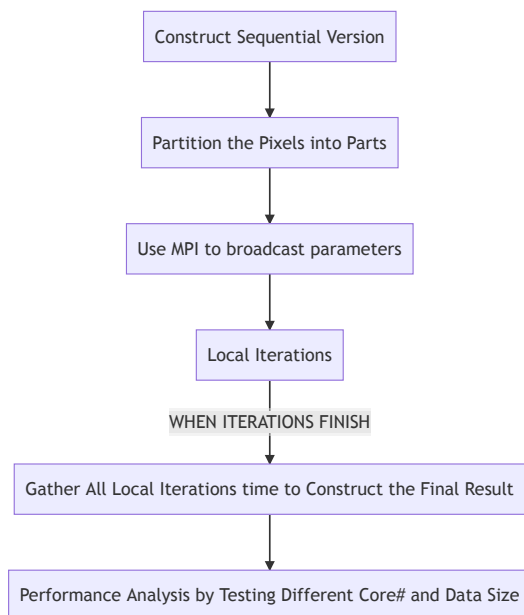 Construct Sequential Version
Partition the Pixels into Parts
Use MPI to broadcast parameters
Local Iterations
WHEN ITERATIONS FINISH
Gather All Local Iterations time to Construct the Final Result
Performance Analysis by Testing Different Core# and Data Size